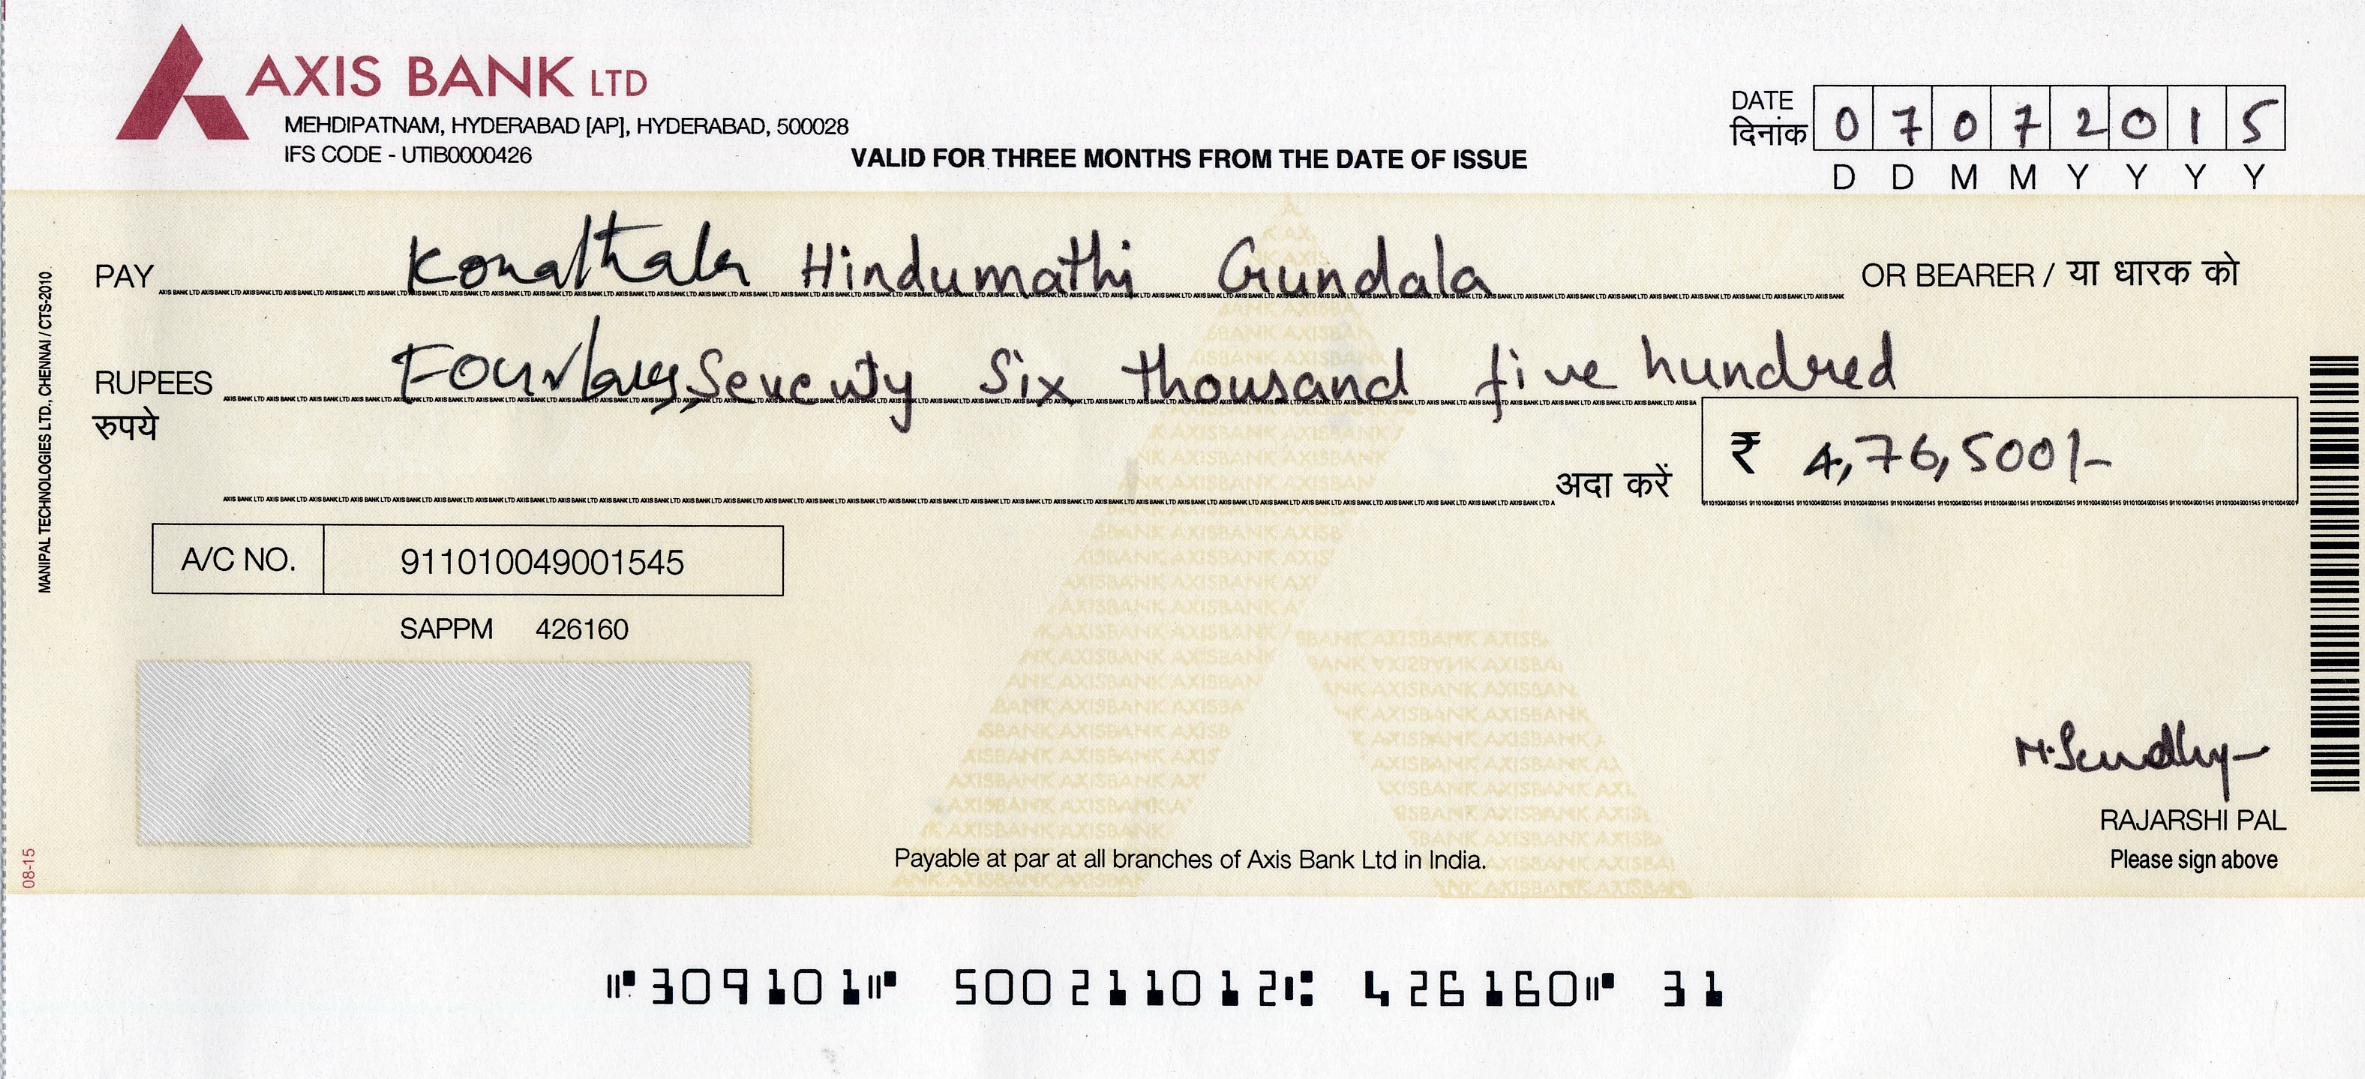 AXIS BANK LTD
MEHDIPATNAM, HYDERABAD [AP], HYDERABAD, 500028
IFS CODE - UTIB0000426
VALID FOR THREE MONTHS FROM THE DATE OF ISSUE
DATE
दिनांक
0 7 0 7 2 0 1 5
D D M M Y Y Y Y
PAY Konathala Hindumathi Gundala OR BEARER / या धारक को
RUPEES Four Seventy Six thousand five hundred
रुपये
अदा करें ₹ 4,76,500/-
A/C NO. 911010049001545
SAPPM 426160
VOID
MANIPAL TECHNOLOGIES LTD., CHENNAI / CTS-2010
08-15
RAJARSHI PAL
Please sign above
Payable at par at all branches of Axis Bank Ltd in India.
⑈309101⑈ 500211012⑆ 426160⑈ 31